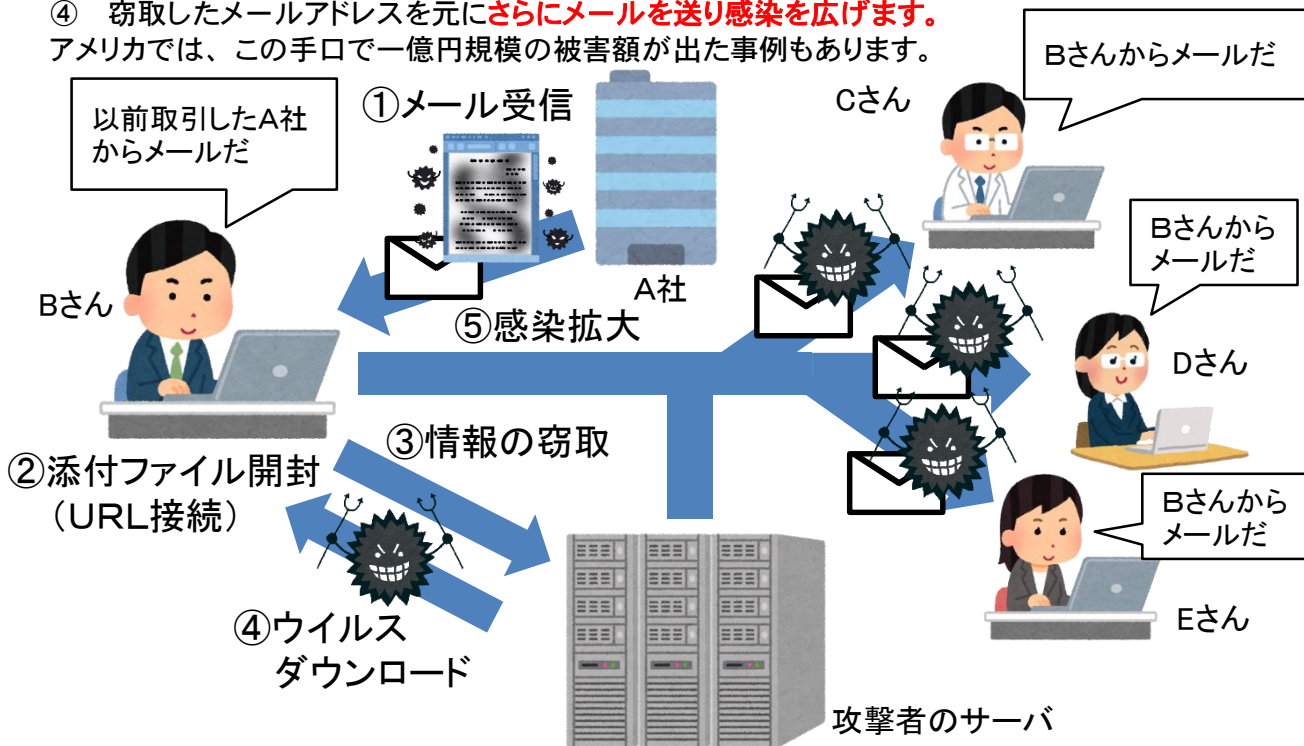 ④　窃取したメールアドレスを元にさらにメールを送り感染を広げます。
アメリカでは、この手口で一億円規模の被害額が出た事例もあります。
以前取引したA社
からメールだ
①メール受信
A社
Bさん
Cさん
Bさんからメールだ
Bさんから
メールだ
Dさん
⑤感染拡大
③情報の窃取
②添付ファイル開封
（URL接続）
Bさんから
メールだ
Eさん
④ウイルス
ダウンロード
攻撃者のサーバ